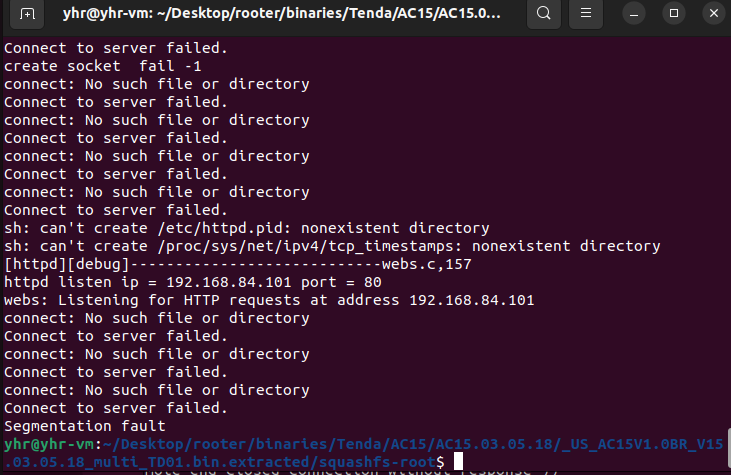 yhr@yhr-vm: ~/Desktop/rooter/binaries/Tenda/AC15/AC15.0...
Connect to server failed.
create socket  fail -1
connect: No such file or directory
Connect to server failed.
connect: No such file or directory
Connect to server failed.
connect: No such file or directory
Connect to server failed.
connect: No such file or directory
Connect to server failed.
sh: can't create /etc/httpd.pid: nonexistent directory
sh: can't create /proc/sys/net/ipv4/tcp_timestamps: nonexistent directory
[httpd][debug]----------------------------webs.c,157
httpd listen ip = 192.168.84.101 port = 80
webs: Listening for HTTP requests at address 192.168.84.101
connect: No such file or directory
Connect to server failed.
connect: No such file or directory
Connect to server failed.
connect: No such file or directory
Connect to server failed.
Segmentation fault
yhr@yhr-vm:~/Desktop/rooter/binaries/Tenda/AC15/AC15.03.05.18/_US_AC15V1.0BR_V15
.03.05.18_multi_TD01.bin.extracted/squashfs-root$